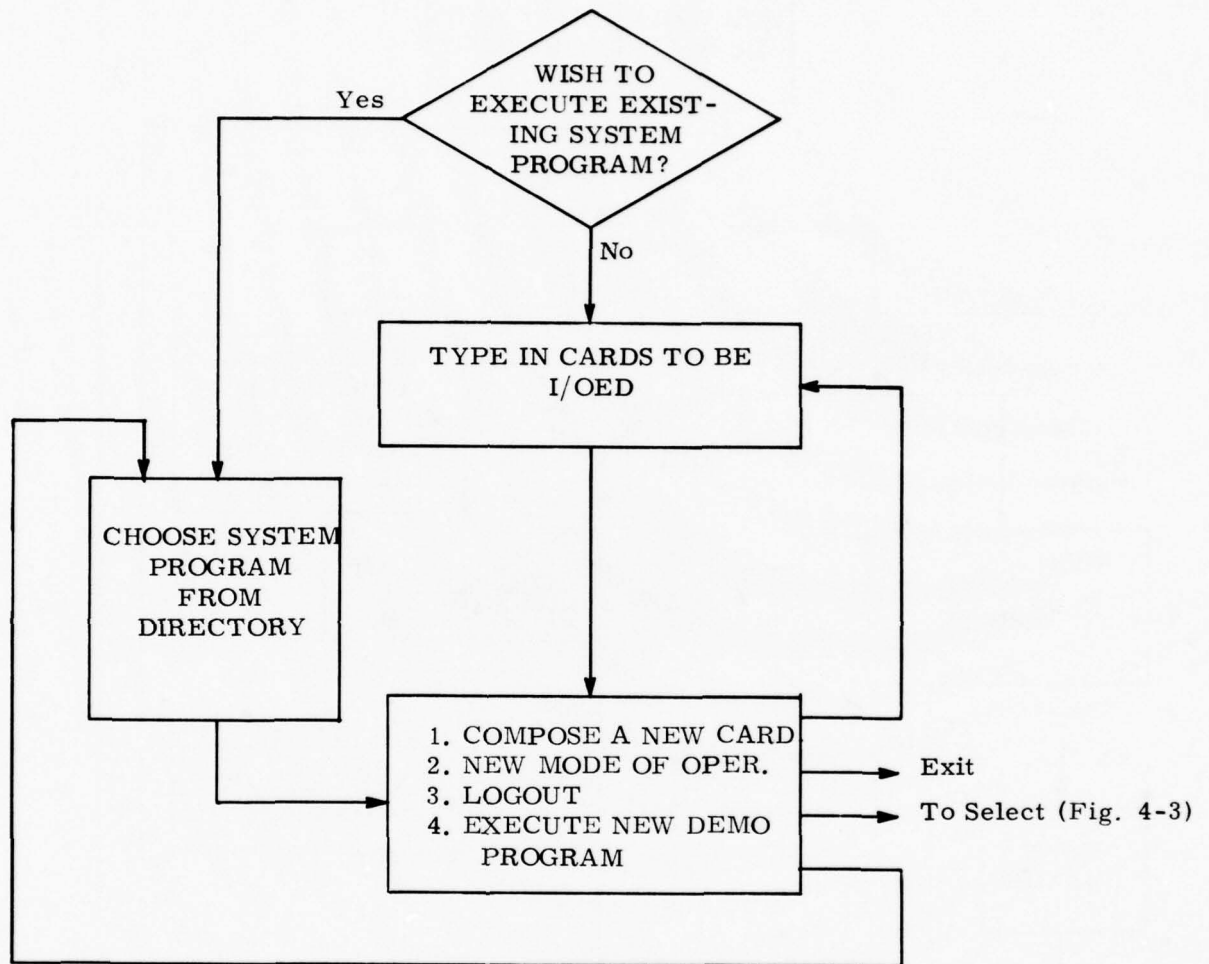 WISH TO
EXECUTE EXIST-
ING SYSTEM
PROGRAM?
Yes
No
TYPE IN CARDS TO BE
I/OED
CHOOSE SYSTEM
PROGRAM
FROM
DIRECTORY
1. COMPOSE A NEW CARD
2. NEW MODE OF OPER.
3. LOGOUT
4. EXECUTE NEW DEMO
PROGRAM
Exit
To Select (Fig. 4-3)